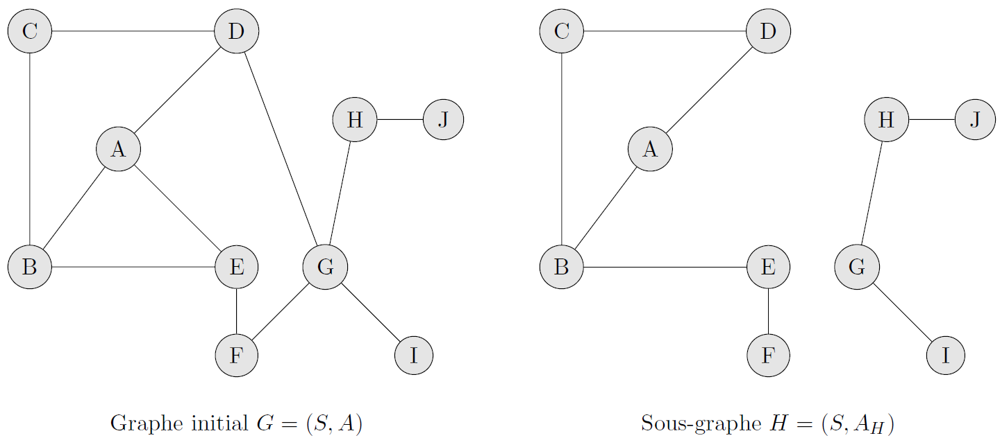 C D C D
H J H J
A A
B E G B E G
F I F I
Graphe initial G = (S, A) Sous-graphe H = (S, A_H)